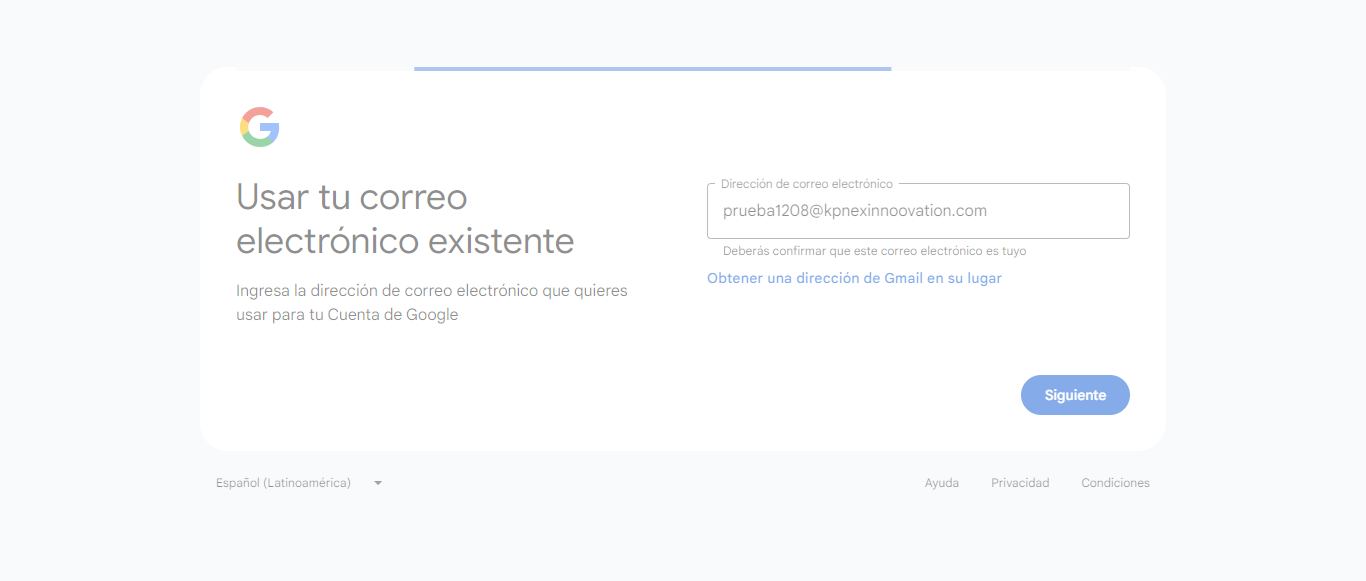 Usar tu correo
electrónico existente
Ingresa la dirección de correo electrónico que quieres
usar para tu Cuenta de Google
Dirección de correo electrónico
prueba1208@kpnexinnoovation.com
Deberás confirmar que este correo electrónico es tuyo
Obtener una dirección de Gmail en su lugar
Siguiente
Español (Latinoamérica)
Ayuda
Privacidad
Condiciones